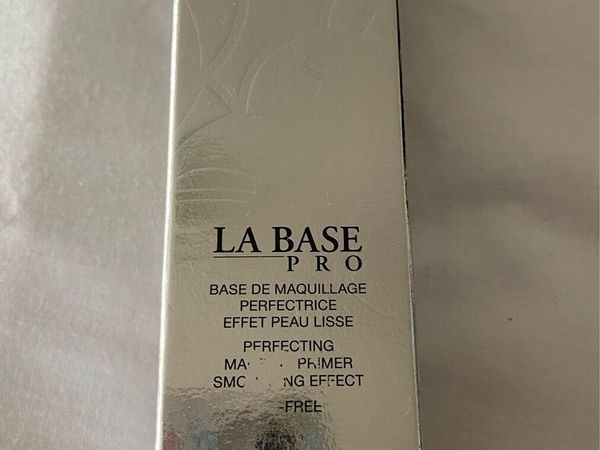 LA BASE
PRO
BASE DE MAQUILLAGE
PERFECTRICE
EFFET PEAU LISSE
PERFECTING
PRIMER
EFFECT
-FREE